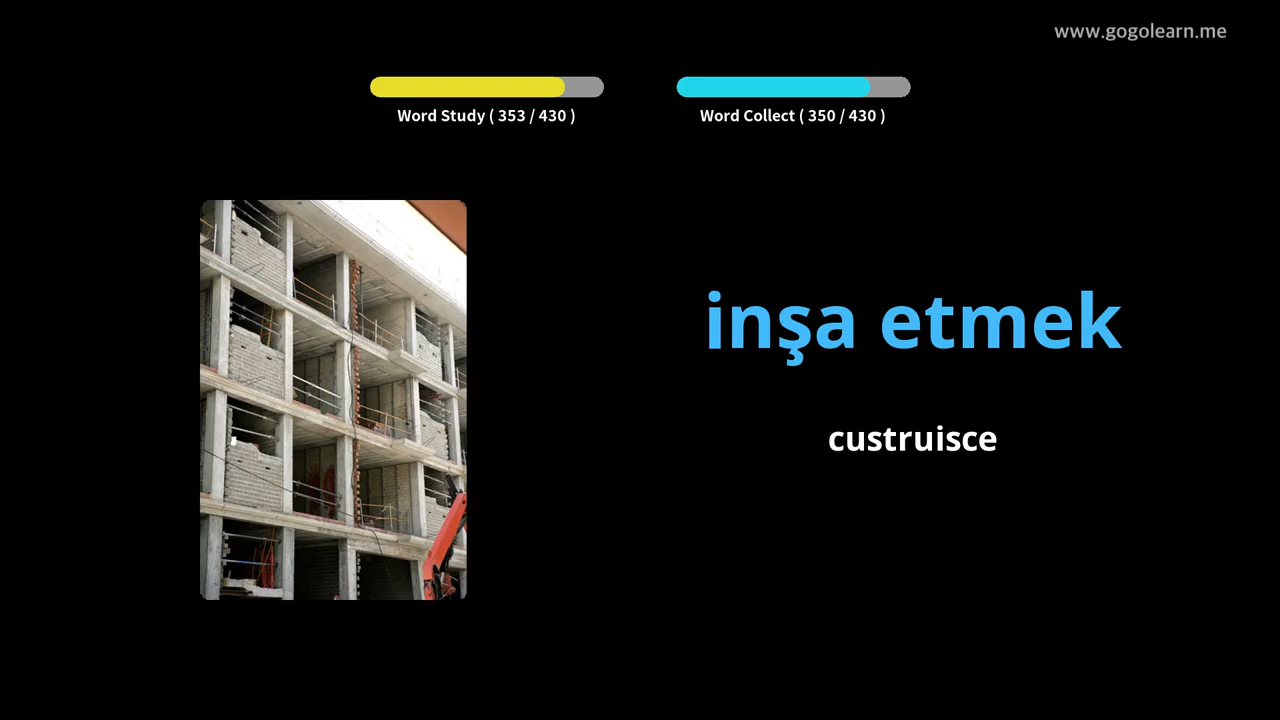 www.gogolearn.me
Word Study ( 353 / 430 )
Word Collect ( 350 / 430 )
inşa etmek
custruisce